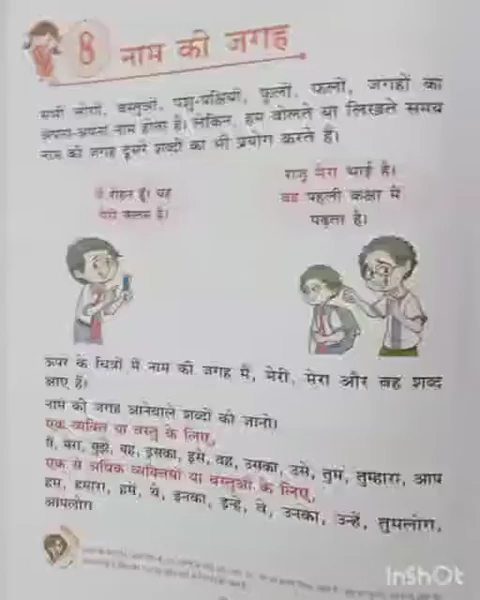 8 नाम की जगह
सभी लोगों, वस्तुओं, पशु-पक्षियों, फूलों, फलों, जगहों का
अपना-अपना नाम होता है। लेकिन, हम बोलते या लिखते समय
नाम की जगह दूसरे शब्दों का भी प्रयोग करते हैं।
मैं रोहन हूँ। यह
मेरी कलम है।
राजू मेरा भाई है।
वह पहली कक्षा में
पढ़ता है।
ऊपर के चित्रों में नाम की जगह मैं, मेरी, मेरा और वह शब्द
आए हैं।
नाम की जगह आनेवाले शब्दों को जानो।
एक व्यक्ति या वस्तु के लिए,
मैं, मेरा, मुझे, यह, इसका, इसे, वह, उसका, उसे, तुम, तुम्हारा, आप
एक से अधिक व्यक्तियों या वस्तुओं के लिए,
हम, हमारा, हमें, ये, इनका, इन्हें, वे, उनका, उन्हें, तुमलोग,
आपलोग
InShOt